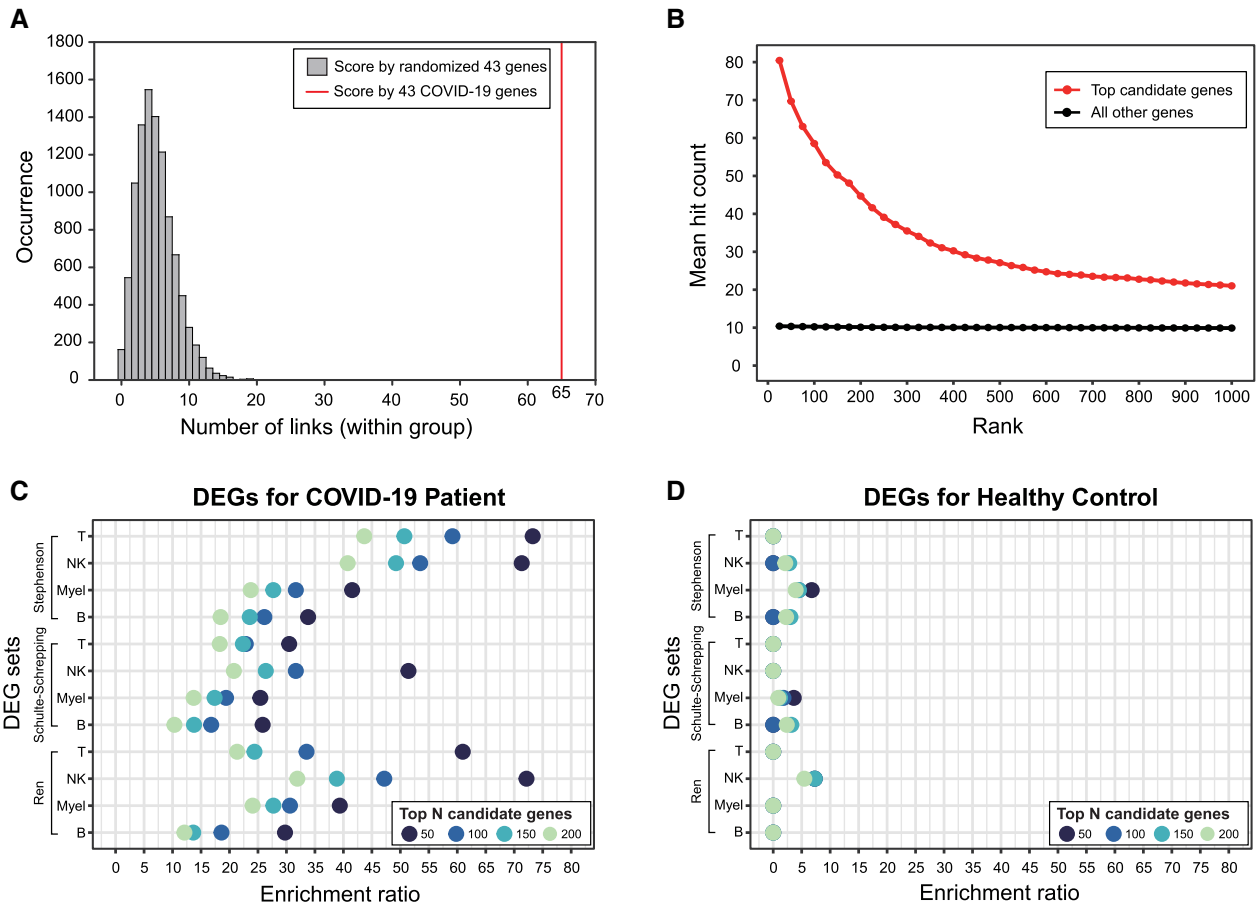 A
1800
1600
1400
1200
1000
800
600
400
200
0
Occurrence
Score by randomized 43 genes
Score by 43 COVID-19 genes
0 10 20 30 40 50 60 65 70
Number of links (within group)
B
80
70
60
50
40
30
20
10
0
Mean hit count
Top candidate genes
All other genes
0 100 200 300 400 500 600 700 800 900 1000
Rank
C
DEGs for COVID-19 Patient
DEG sets
Stephenson
T
NK
Myel
B
Schulte-Schrepping
T
NK
Myel
B
Ren
T
NK
Myel
B
Top N candidate genes
50 100 150 200
0 5 10 15 20 25 30 35 40 45 50 55 60 65 70 75 80
Enrichment ratio
D
DEGs for Healthy Control
DEG sets
Stephenson
T
NK
Myel
B
Schulte-Schrepping
T
NK
Myel
B
Ren
T
NK
Myel
B
Top N candidate genes
50 100 150 200
0 5 10 15 20 25 30 35 40 45 50 55 60 65 70 75 80
Enrichment ratio